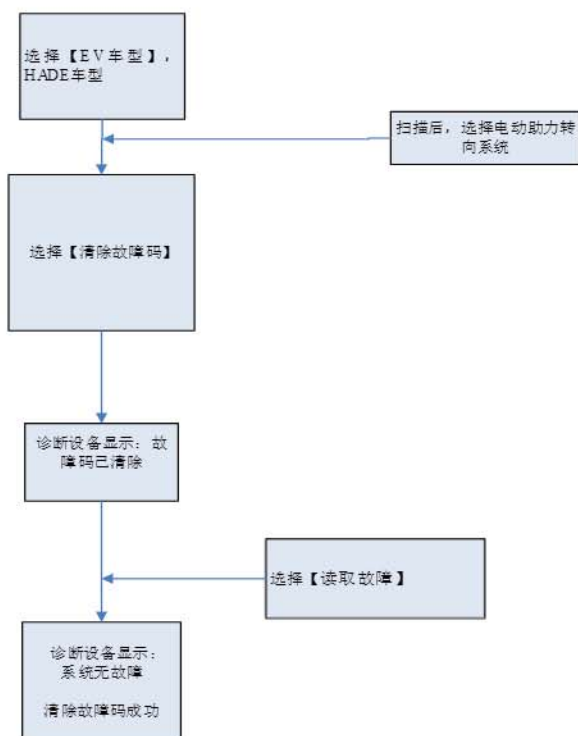 选择【EV车型】,
HADE车型
扫描后，选择电动助力转
向系统
选择【清除故障码】
诊断设备显示：故
障码已清除
选择【读取故障】
诊断设备显示：
系统无故障
清除故障码成功